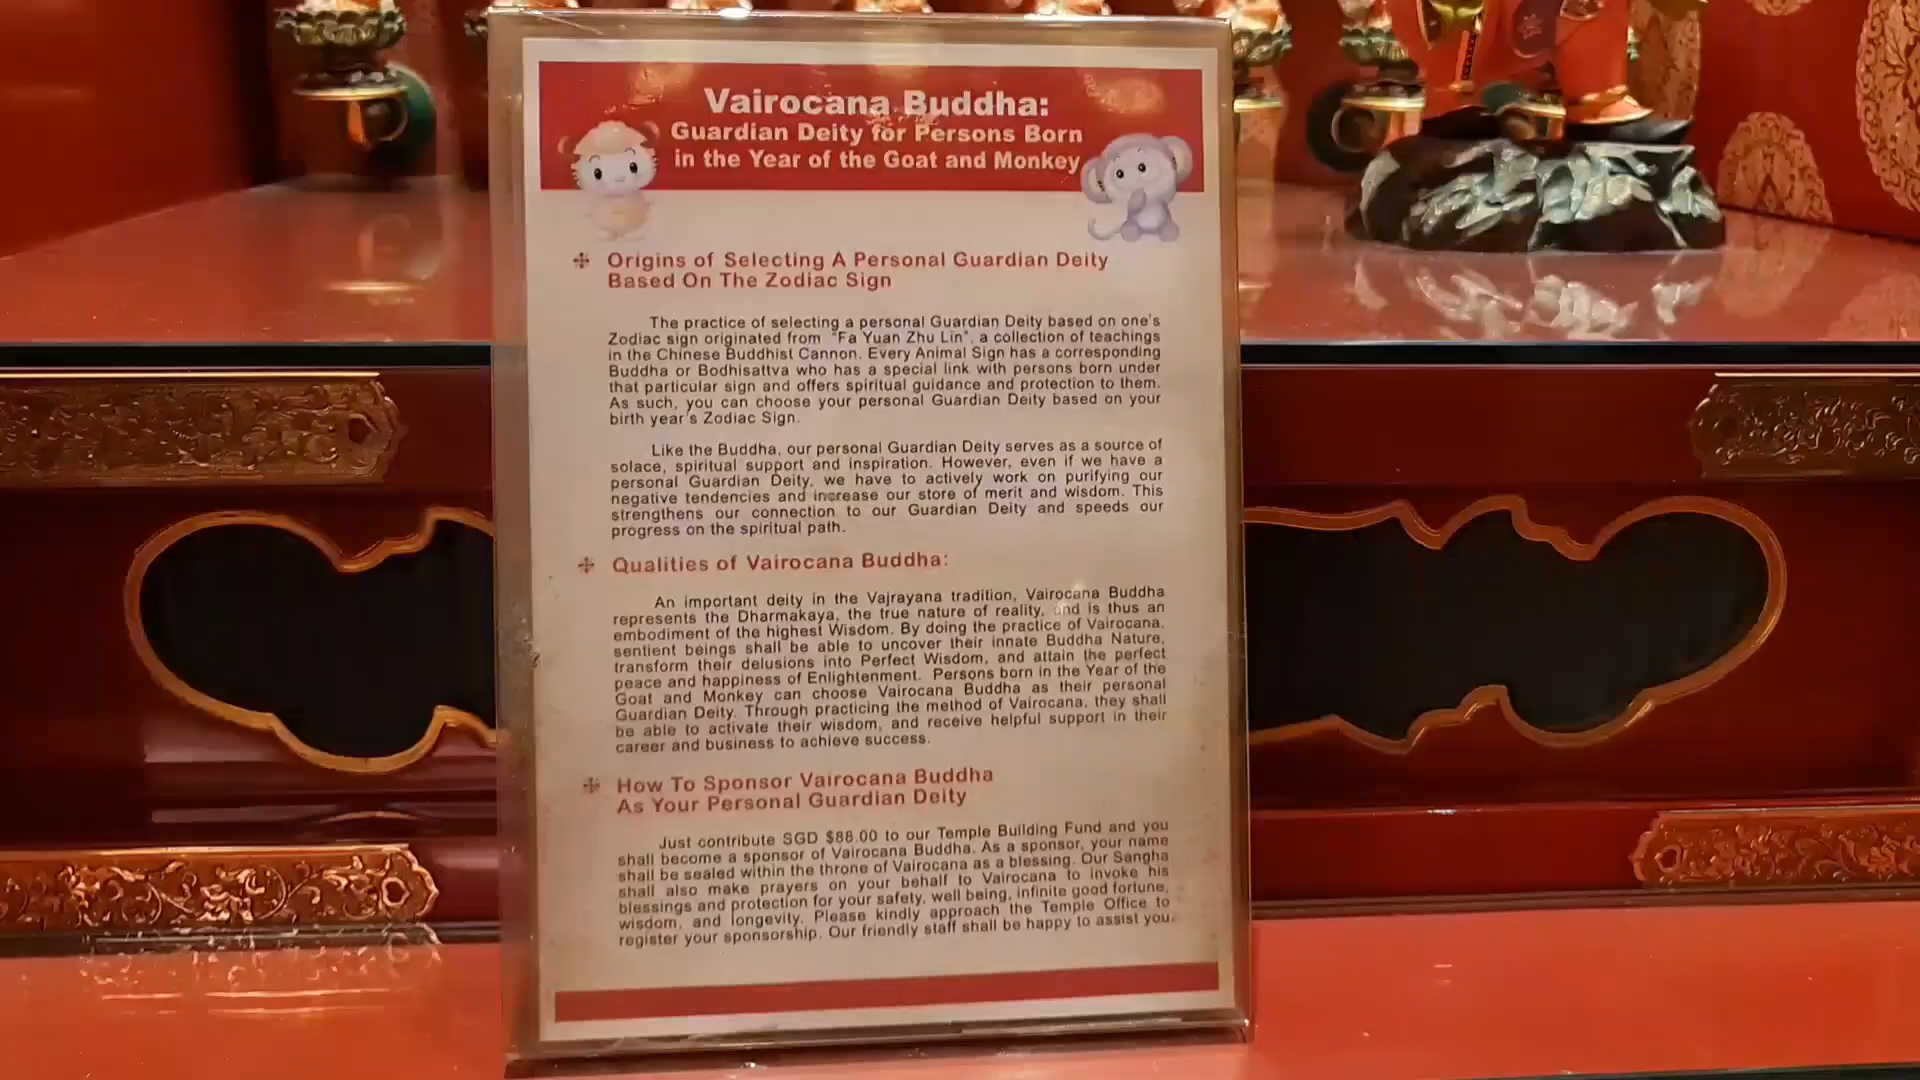 Vairocana Buddha:
Guardian Deity for Persons Born
in the Year of the Goat and Monkey
Origins of Selecting A Personal Guardian Deity
Based On The Zodiac Sign
The practice of selecting a personal Guardian Deity based on one's
Zodiac sign originated from "Fa Yuan Zhu Lin", a collection of teachings
in the Chinese Buddhist Cannon. Every Animal Sign has a corresponding
Buddha or Bodhisattva who has a special link with persons born under
that particular sign and offers spiritual guidance and protection to them.
As such, you can choose your personal Guardian Deity based on your
birth year's Zodiac Sign.
Like the Buddha, our personal Guardian Deity serves as a source of
solace, spiritual support and inspiration. However, even if we have a
personal Guardian Deity, we have to actively work on purifying our
negative tendencies and increase our store of merit and wisdom. This
strengthens our connection to our Guardian Deity and speeds our
progress on the spiritual path.
Qualities of Vairocana Buddha:
An important deity in the Vajrayana tradition, Vairocana Buddha
represents the Dharmakaya, the true nature of reality, and is thus an
embodiment of the highest Wisdom. By doing the practice of Vairocana,
sentient beings shall be able to uncover their innate Buddha Nature,
transform their delusions into Perfect Wisdom, and attain the perfect
peace and happiness of Enlightenment. Persons born in the Year of the
Goat and Monkey can choose Vairocana Buddha as their personal
Guardian Deity. Through practicing the method of Vairocana, they shall
be able to activate their wisdom, and receive helpful support in their
career and business to achieve success.
How To Sponsor Vairocana Buddha
As Your Personal Guardian Deity
Just contribute SGD $88.00 to our Temple Building Fund and you
shall become a sponsor of Vairocana Buddha. As a sponsor, your name
shall be sealed within the throne of Vairocana as a blessing. Our Sangha
shall also make prayers on your behalf to Vairocana to invoke his
blessings and protection for your safety, well being, infinite good fortune,
wisdom, and longevity. Please kindly approach the Temple Office to
register your sponsorship. Our friendly staff shall be happy to assist you.